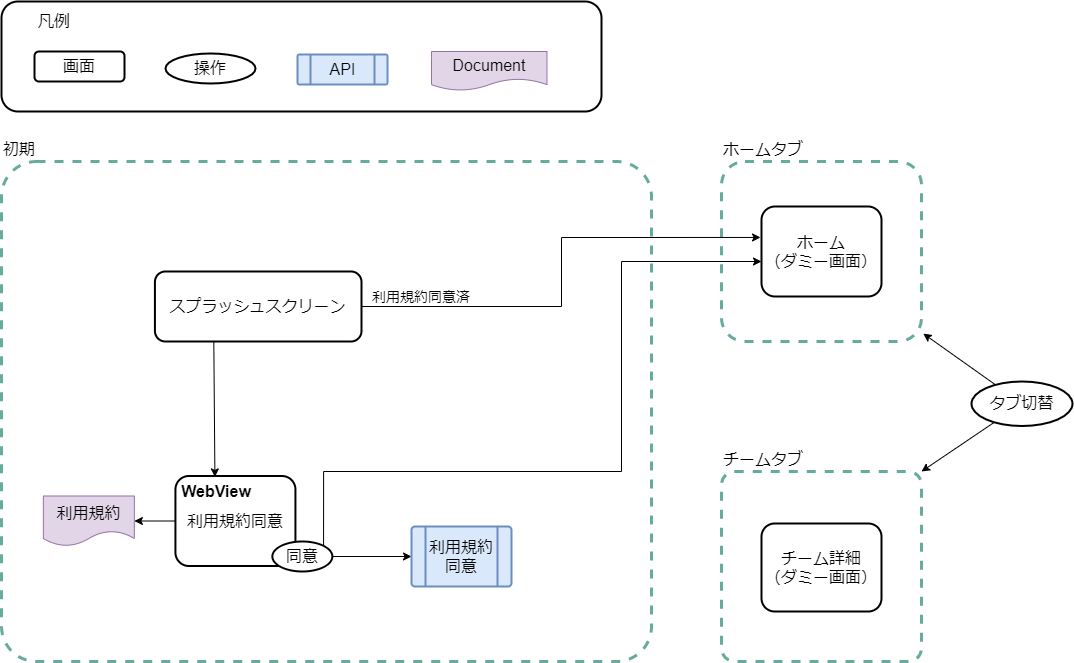 凡例
画面
操作
API
Document
初期
ホームタブ
ホーム
（ダミー画面）
スプラッシュスクリーン
利用規約同意済
タブ切替
チームタブ
WebView
利用規約
利用規約同意
同意
利用規約
同意
チーム詳細
（ダミー画面）